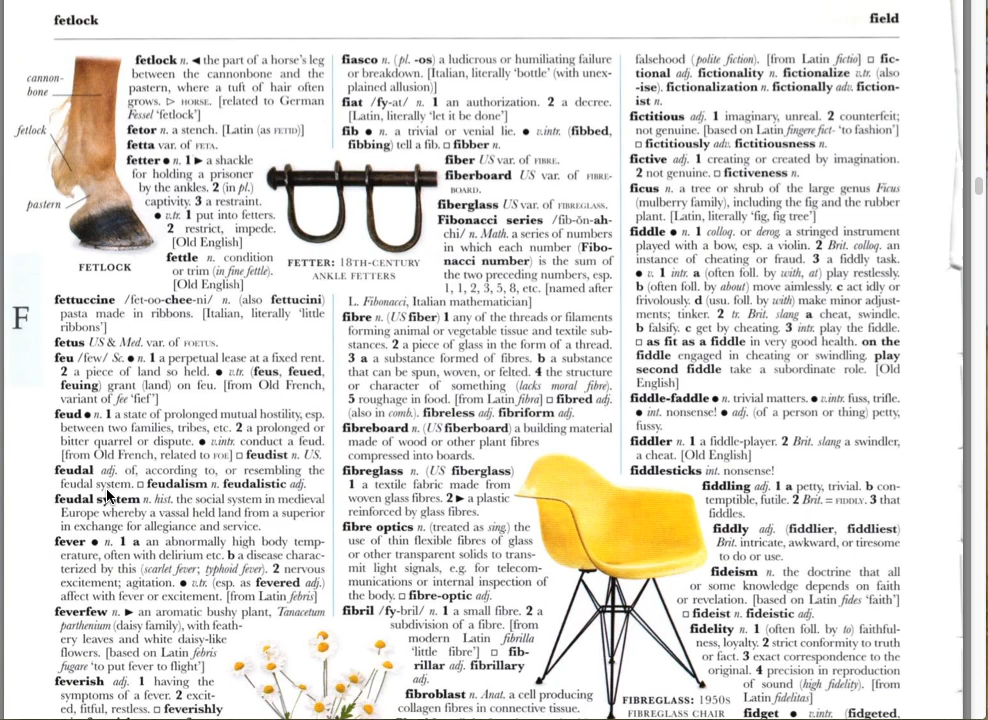 fetlock
field
cannon-
bone
fetlock
pastern
FETLOCK
F
fetlock n. ◄ the part of a horse's leg
between the cannonbone and the
pastern, where a tuft of hair often
grows. ▷ HORSE. [related to German
Fessel 'fetlock']
fetor n. a stench. [Latin (as FETID)]
fetta var. of FETA.
fetter ● n. 1 ► a shackle
for holding a prisoner
by the ankles. 2 (in pl.)
captivity. 3 a restraint.
● v.tr. 1 put into fetters.
2 restrict, impede.
[Old English]
fettle n. condition
or trim (in fine fettle).
[Old English]
FETTER: 18TH-CENTURY
ANKLE FETTERS
fettuccine /fet-oo-chee-ni/ n. (also fettucini)
pasta made in ribbons. [Italian, literally 'little
ribbons']
fetus US & Med. var. of FOETUS.
feu /few/ Sc. ● n. 1 a perpetual lease at a fixed rent.
2 a piece of land so held. ● v.tr. (feus, feued,
feuing) grant (land) on feu. [from Old French,
variant of fee 'fief']
feud ● n. 1 a state of prolonged mutual hostility, esp.
between two families, tribes, etc. 2 a prolonged or
bitter quarrel or dispute. ● v.intr. conduct a feud.
[from Old French, related to FOE] □ feudist n. US.
feudal adj. of, according to, or resembling the
feudal system. □ feudalism n. feudalistic adj.
feudal system n. hist. the social system in medieval
Europe whereby a vassal held land from a superior
in exchange for allegiance and service.
fever ● n. 1 a an abnormally high body temp-
erature, often with delirium etc. b a disease charac-
terized by this (scarlet fever; typhoid fever). 2 nervous
excitement; agitation. ● v.tr. (esp. as fevered adj.)
affect with fever or excitement. [from Latin febris]
feverfew n. ► an aromatic bushy plant, Tanacetum
parthenium (daisy family), with feath-
ery leaves and white daisy-like
flowers. [based on Latin febris
fugare 'to put fever to flight']
feverish adj. 1 having the
symptoms of a fever. 2 excit-
ed, fitful, restless. □ feverishly
fiasco n. (pl. -os) a ludicrous or humiliating failure
or breakdown. [Italian, literally 'bottle' (with unex-
plained allusion)]
fiat /fy-at/ n. 1 an authorization. 2 a decree.
[Latin, literally 'let it be done']
fib ● n. a trivial or venial lie. ● v.intr. (fibbed,
fibbing) tell a fib. □ fibber n.
fiber US var. of FIBRE.
fiberboard US var. of FIBRE-
BOARD.
fiberglass US var. of FIBREGLASS.
Fibonacci series /fib-ōn-ah-
chi/ n. Math. a series of numbers
in which each number (Fibo-
nacci number) is the sum of
the two preceding numbers, esp.
1, 1, 2, 3, 5, 8, etc. [named after
L. Fibonacci, Italian mathematician]
fibre n. (US fiber) 1 any of the threads or filaments
forming animal or vegetable tissue and textile sub-
stances. 2 a piece of glass in the form of a thread.
3 a a substance formed of fibres. b a substance
that can be spun, woven, or felted. 4 the structure
or character of something (lacks moral fibre).
5 roughage in food. [from Latin fibra] □ fibred adj.
(also in comb.). fibreless adj. fibriform adj.
fibreboard n. (US fiberboard) a building material
made of wood or other plant fibres
compressed into boards.
fibreglass n. (US fiberglass)
1 a textile fabric made from
woven glass fibres. 2 ► a plastic
reinforced by glass fibres.
fibre optics n. (treated as sing.) the
use of thin flexible fibres of glass
or other transparent solids to trans-
mit light signals, e.g. for telecom-
munications or internal inspection of
the body. □ fibre-optic adj.
fibril /fy-bril/ n. 1 a small fibre. 2 a
subdivision of a fibre. [from
modern Latin fibrilla
'little fibre'] □ fib-
rillar adj. fibrillary
adj.
fibroblast n. Anat. a cell producing
collagen fibres in connective tissue.
FIBREGLASS: 1950s
FIBREGLASS CHAIR
falsehood (polite fiction). [from Latin fictio] □ fic-
tional adj. fictionality n. fictionalize v.tr. (also
-ise). fictionalization n. fictionally adv. fiction-
ist n.
fictitious adj. 1 imaginary, unreal. 2 counterfeit;
not genuine. [based on Latin fingere fict- 'to fashion']
□ fictitiously adv. fictitiousness n.
fictive adj. 1 creating or created by imagination.
2 not genuine. □ fictiveness n.
ficus n. a tree or shrub of the large genus Ficus
(mulberry family), including the fig and the rubber
plant. [Latin, literally 'fig, fig tree']
fiddle ● n. 1 colloq. or derog. a stringed instrument
played with a bow, esp. a violin. 2 Brit. colloq. an
instance of cheating or fraud. 3 a fiddly task.
● v. 1 intr. a (often foll. by with, at) play restlessly.
b (often foll. by about) move aimlessly. c act idly or
frivolously. d (usu. foll. by with) make minor adjust-
ments; tinker. 2 tr. Brit. slang a cheat, swindle.
b falsify. c get by cheating. 3 intr. play the fiddle.
□ as fit as a fiddle in very good health. on the
fiddle engaged in cheating or swindling. play
second fiddle take a subordinate role. [Old
English]
fiddle-faddle ● n. trivial matters. ● v.intr. fuss, trifle.
● int. nonsense! ● adj. (of a person or thing) petty,
fussy.
fiddler n. 1 a fiddle-player. 2 Brit. slang a swindler,
a cheat. [Old English]
fiddlesticks int. nonsense!
fiddling adj. 1 a petty, trivial. b con-
temptible, futile. 2 Brit. = FIDDLY. 3 that
fiddles.
fiddly adj. (fiddlier, fiddliest)
Brit. intricate, awkward, or tiresome
to do or use.
fideism n. the doctrine that all
or some knowledge depends on faith
or revelation. [based on Latin fides 'faith']
□ fideist n. fideistic adj.
fidelity n. 1 (often foll. by to) faithful-
ness, loyalty. 2 strict conformity to truth
or fact. 3 exact correspondence to the
original. 4 precision in reproduction
of sound (high fidelity). [from
Latin fidelitas]
fidget ● v.intr. (fidgeted,